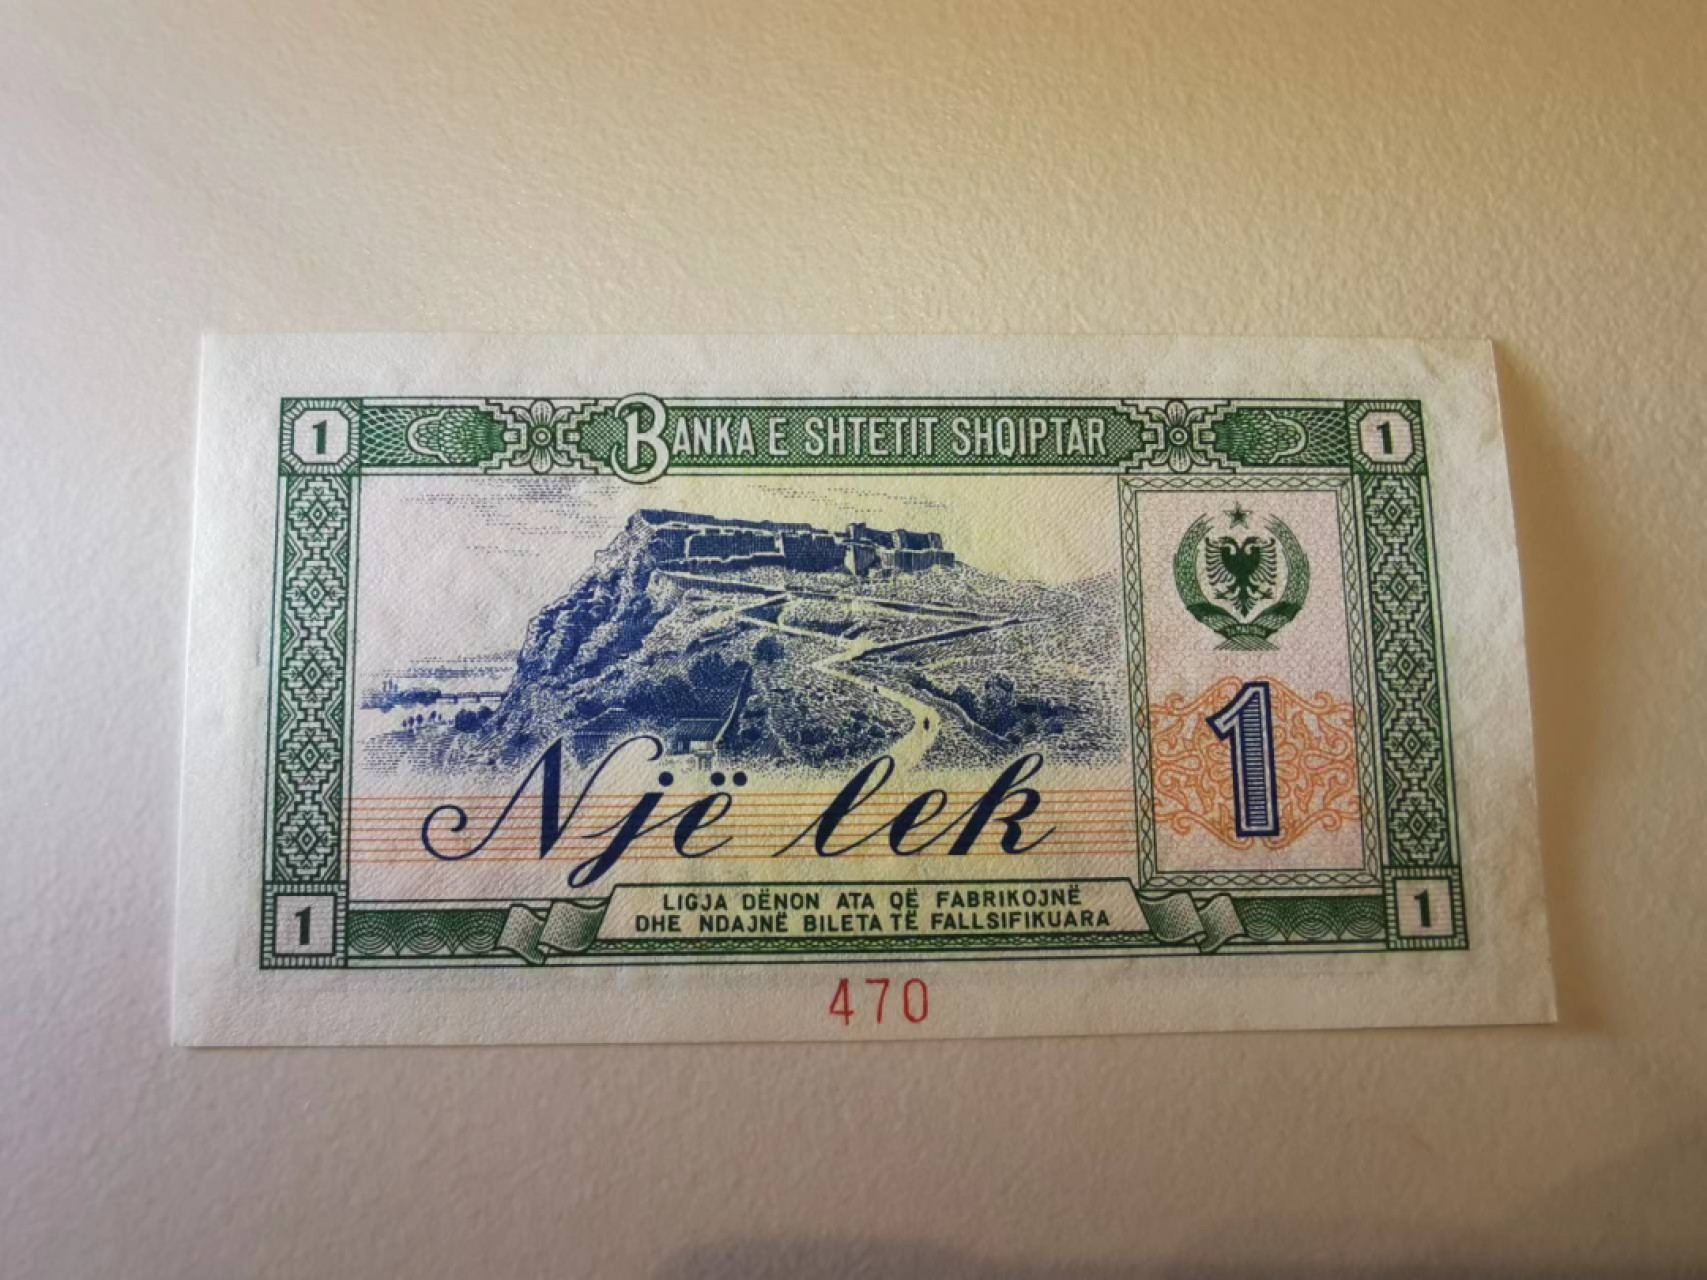 1 BANKA E SHTETIT SHQIPTAR 1
1
Një lek
LIGJA DËNON ATA QË FABRIKOJNË
1 DHE NDAJNË BILETA TË FALLSIFIKUARA 1
470